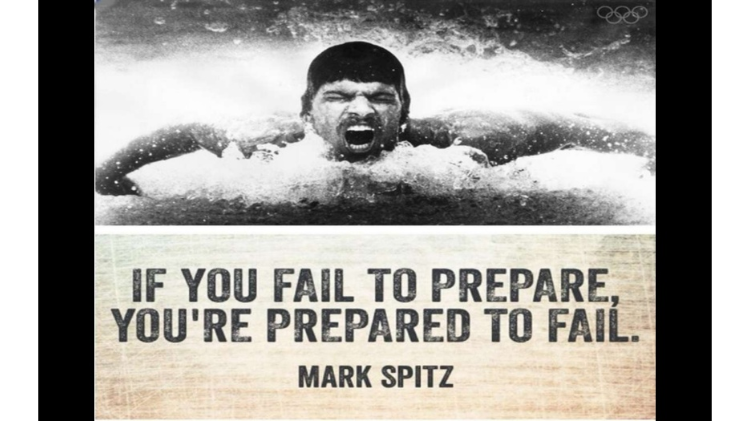 IF YOU FAIL TO PREPARE,
YOU'RE PREPARED TO FAIL.
MARK SPITZ